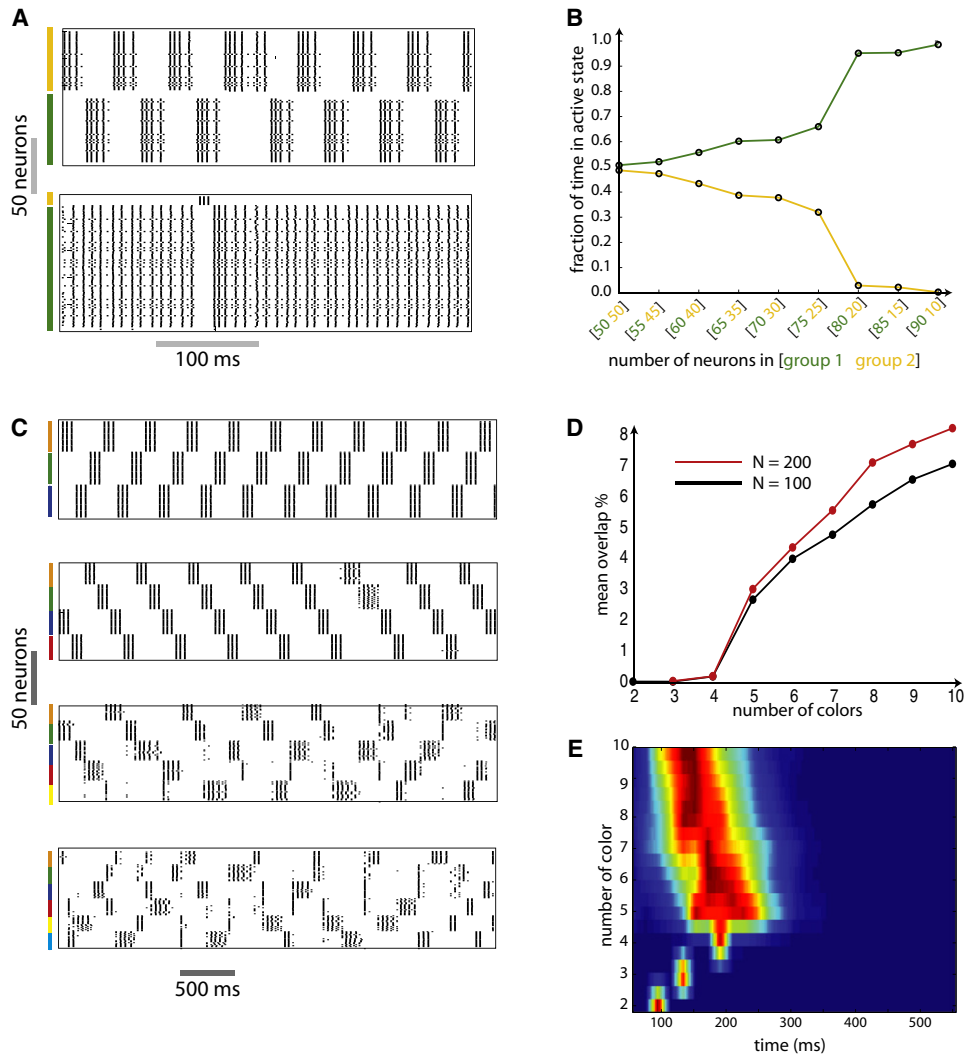 A
50 neurons
100 ms
B
fraction of time in active state
1.0
0.9
0.8
0.7
0.6
0.5
0.4
0.3
0.2
0.1
0.0
[50 50]
[55 45]
[60 40]
[65 35]
[70 30]
[75 25]
[80 20]
[85 15]
[90 10]
number of neurons in [group 1 group 2]
C
50 neurons
500 ms
D
mean overlap %
8
7
6
5
4
3
2
1
0
N = 200
N = 100
2 3 4 5 6 7 8 9 10
number of colors
E
number of color
10
9
8
7
6
5
4
3
2
100 200 300 400 500
time (ms)